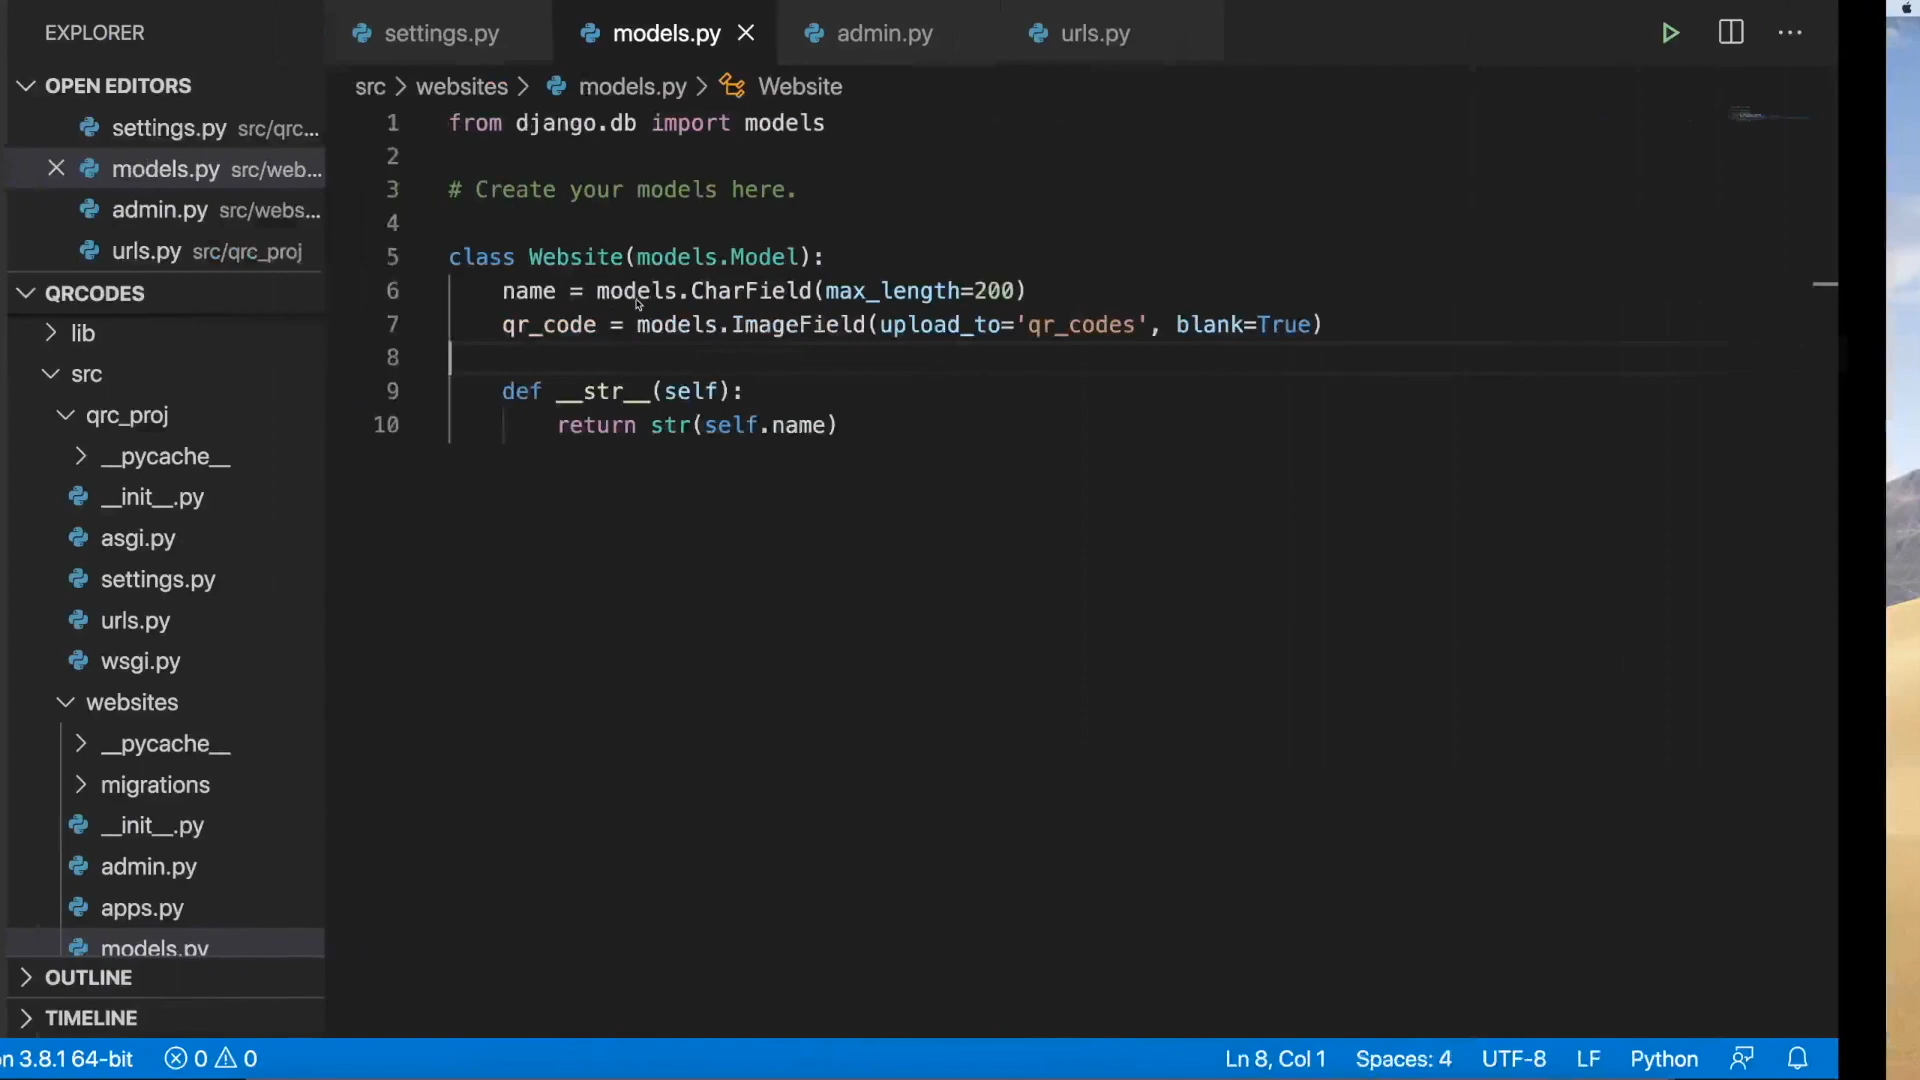 EXPLORER
OPEN EDITORS
settings.py src/qrc...
models.py src/web...
admin.py src/webs...
urls.py src/qrc_proj
QRCODES
lib
src
qrc_proj
__pycache__
__init__.py
asgi.py
settings.py
urls.py
wsgi.py
websites
__pycache__
migrations
__init__.py
admin.py
apps.py
models.py
OUTLINE
TIMELINE
settings.py models.py admin.py urls.py
src > websites > models.py > Website
1 from django.db import models
2
3 # Create your models here.
4
5 class Website(models.Model):
6 name = models.CharField(max_length=200)
7 qr_code = models.ImageField(upload_to='qr_codes', blank=True)
8
9 def __str__(self):
10 return str(self.name)
n 3.8.1 64-bit 0 0 Ln 8, Col 1 Spaces: 4 UTF-8 LF Python